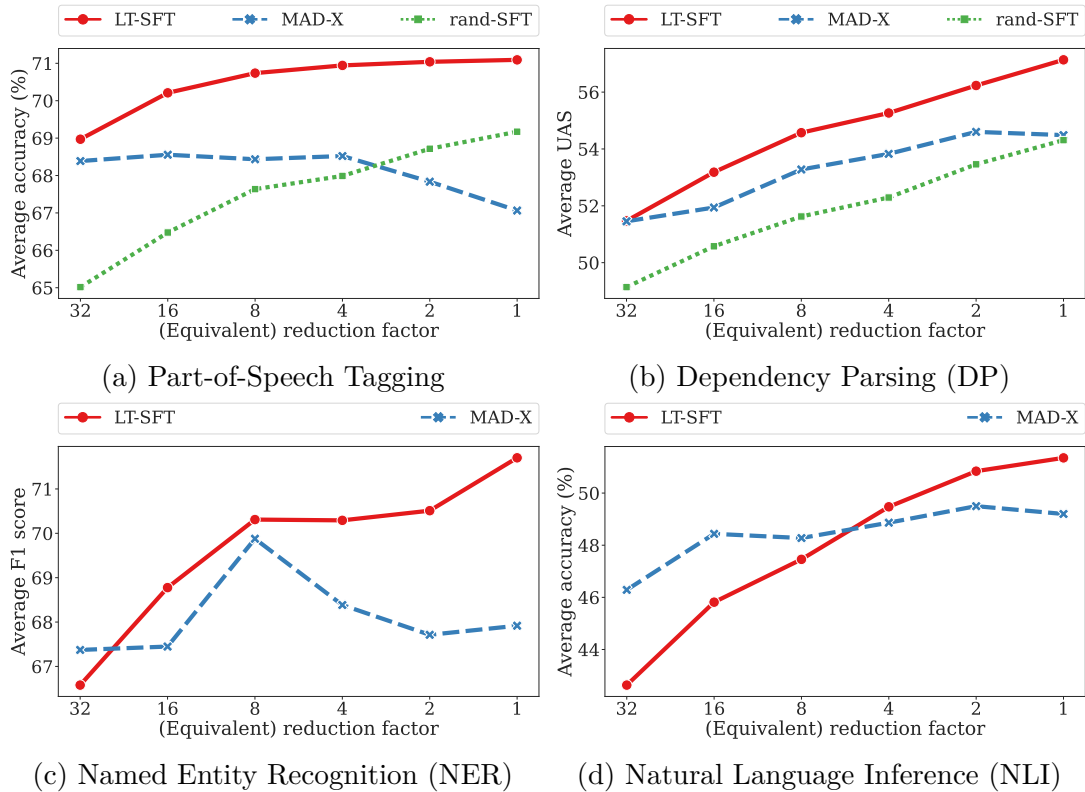 LT-SFT MAD-X rand-SFT
Average accuracy (%)
71
70
69
68
67
66
65
32 16 8 4 2 1
(Equivalent) reduction factor
(a) Part-of-Speech Tagging
LT-SFT MAD-X rand-SFT
Average UAS
56
54
52
50
32 16 8 4 2 1
(Equivalent) reduction factor
(b) Dependency Parsing (DP)
LT-SFT MAD-X
Average F1 score
71
70
69
68
67
32 16 8 4 2 1
(Equivalent) reduction factor
(c) Named Entity Recognition (NER)
LT-SFT MAD-X
Average accuracy (%)
50
48
46
44
32 16 8 4 2 1
(Equivalent) reduction factor
(d) Natural Language Inference (NLI)